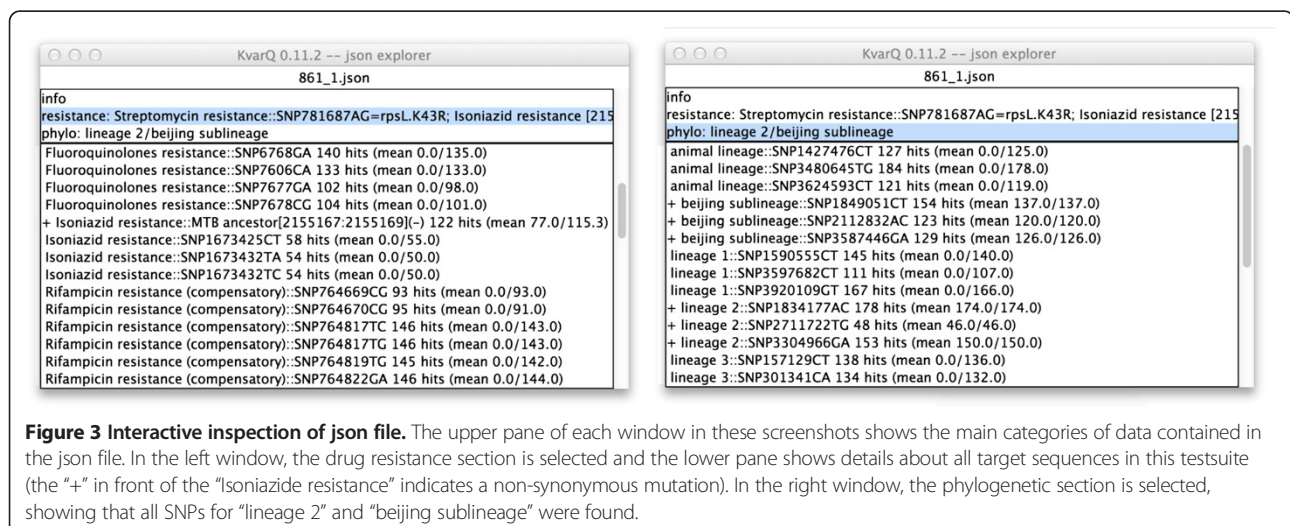 KvarQ 0.11.2 -- json explorer
861_1.json
info
resistance: Streptomycin resistance::SNP781687AG=rpsL.K43R; Isoniazid resistance [215
phylo: lineage 2/beijing sublineage
Fluoroquinolones resistance::SNP6768GA 140 hits (mean 0.0/135.0)
Fluoroquinolones resistance::SNP7606CA 133 hits (mean 0.0/133.0)
Fluoroquinolones resistance::SNP7677GA 102 hits (mean 0.0/98.0)
Fluoroquinolones resistance::SNP7678CG 104 hits (mean 0.0/101.0)
+ Isoniazid resistance::MTB ancestor[2155167:2155169](-) 122 hits (mean 77.0/115.3)
Isoniazid resistance::SNP1673425CT 58 hits (mean 0.0/55.0)
Isoniazid resistance::SNP1673432TA 54 hits (mean 0.0/50.0)
Isoniazid resistance::SNP1673432TC 54 hits (mean 0.0/50.0)
Rifampicin resistance (compensatory)::SNP764669CG 93 hits (mean 0.0/93.0)
Rifampicin resistance (compensatory)::SNP764670CG 95 hits (mean 0.0/91.0)
Rifampicin resistance (compensatory)::SNP764817TC 146 hits (mean 0.0/143.0)
Rifampicin resistance (compensatory)::SNP764817TG 146 hits (mean 0.0/143.0)
Rifampicin resistance (compensatory)::SNP764819TG 145 hits (mean 0.0/142.0)
Rifampicin resistance (compensatory)::SNP764822GA 146 hits (mean 0.0/144.0)
KvarQ 0.11.2 -- json explorer
861_1.json
info
resistance: Streptomycin resistance::SNP781687AG=rpsL.K43R; Isoniazid resistance [215
phylo: lineage 2/beijing sublineage
animal lineage::SNP1427476CT 127 hits (mean 0.0/125.0)
animal lineage::SNP3480645TG 184 hits (mean 0.0/178.0)
animal lineage::SNP3624593CT 121 hits (mean 0.0/119.0)
+ beijing sublineage::SNP1849051CT 154 hits (mean 137.0/137.0)
+ beijing sublineage::SNP2112832AC 123 hits (mean 120.0/120.0)
+ beijing sublineage::SNP3587446GA 129 hits (mean 126.0/126.0)
lineage 1::SNP1590555CT 145 hits (mean 0.0/140.0)
lineage 1::SNP3597682CT 111 hits (mean 0.0/107.0)
lineage 1::SNP3920109GT 167 hits (mean 0.0/166.0)
+ lineage 2::SNP1834177AC 178 hits (mean 174.0/174.0)
+ lineage 2::SNP2711722TG 48 hits (mean 46.0/46.0)
+ lineage 2::SNP3304966GA 153 hits (mean 150.0/150.0)
lineage 3::SNP157129CT 138 hits (mean 0.0/136.0)
lineage 3::SNP301341CA 134 hits (mean 0.0/132.0)
Figure 3 Interactive inspection of json file. The upper pane of each window in these screenshots shows the main categories of data contained in
the json file. In the left window, the drug resistance section is selected and the lower pane shows details about all target sequences in this testsuite
(the "+" in front of the "Isoniazide resistance" indicates a non-synonymous mutation). In the right window, the phylogenetic section is selected,
showing that all SNPs for "lineage 2" and "beijing sublineage" were found.